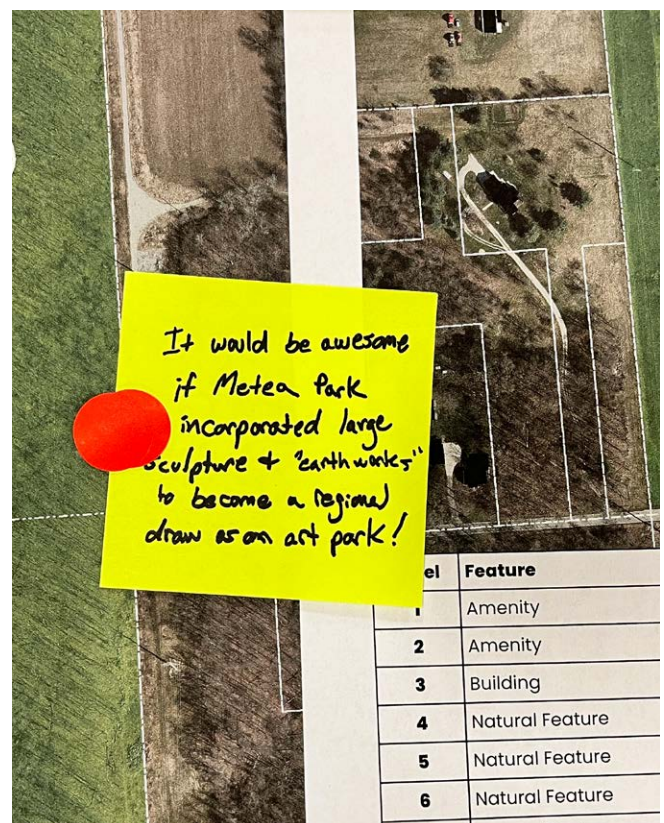 It would be awesome
if Metea Park
incorporated large
sculpture + "earthworks"
to become a regional
draw as an art park!
el Feature
1 Amenity
2 Amenity
3 Building
4 Natural Feature
5 Natural Feature
6 Natural Feature